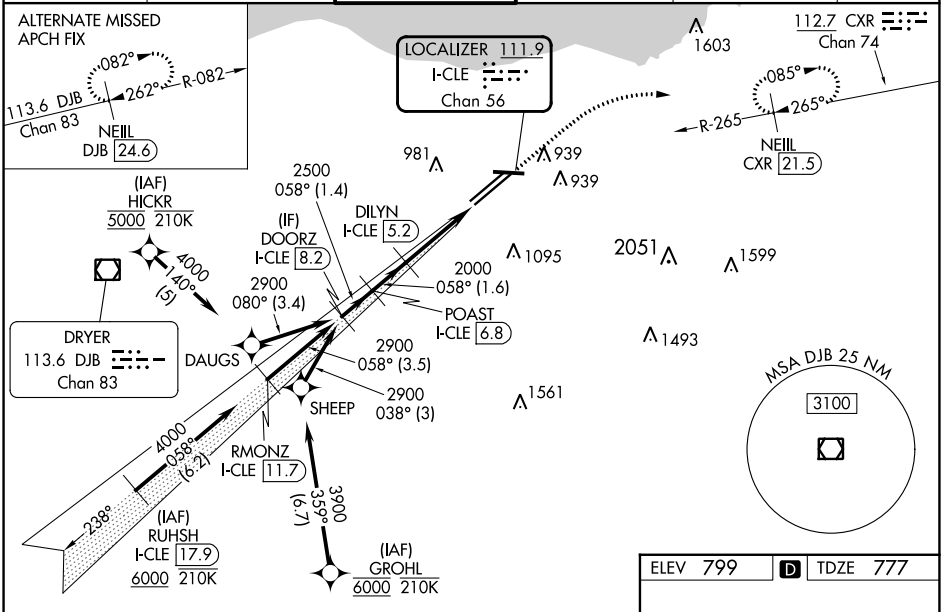 ALTERNATE MISSED
APCH FIX
082°
262°
R-082
113.6 DJB
Chan 83
NEIIL
DJB 24.6
LOCALIZER 111.9
I-CLE
Chan 56
1603
112.7 CXR
Chan 74
085°
265°
R-265
NEIIL
CXR 21.5
981
939
939
(IAF)
HICKR
5000 210K
4000
140°
(5)
2500
058° (1.4)
(IF)
DOORZ
I-CLE 8.2
DILYN
I-CLE 5.2
1095
2051
1599
2900
080° (3.4)
2000
058° (1.6)
POAST
I-CLE 6.8
DRYER
113.6 DJB
Chan 83
DAUGS
2900
058° (3.5)
1493
2900
038° (3)
SHEEP
1561
MSA DJB 25 NM
3100
4000
058°
(6.2)
RMONZ
I-CLE 11.7
238°
(IAF)
RUHSH
I-CLE 17.9
6000 210K
3900
359°
(6.7)
(IAF)
GROHL
6000 210K
ELEV 799 D TDZE 777